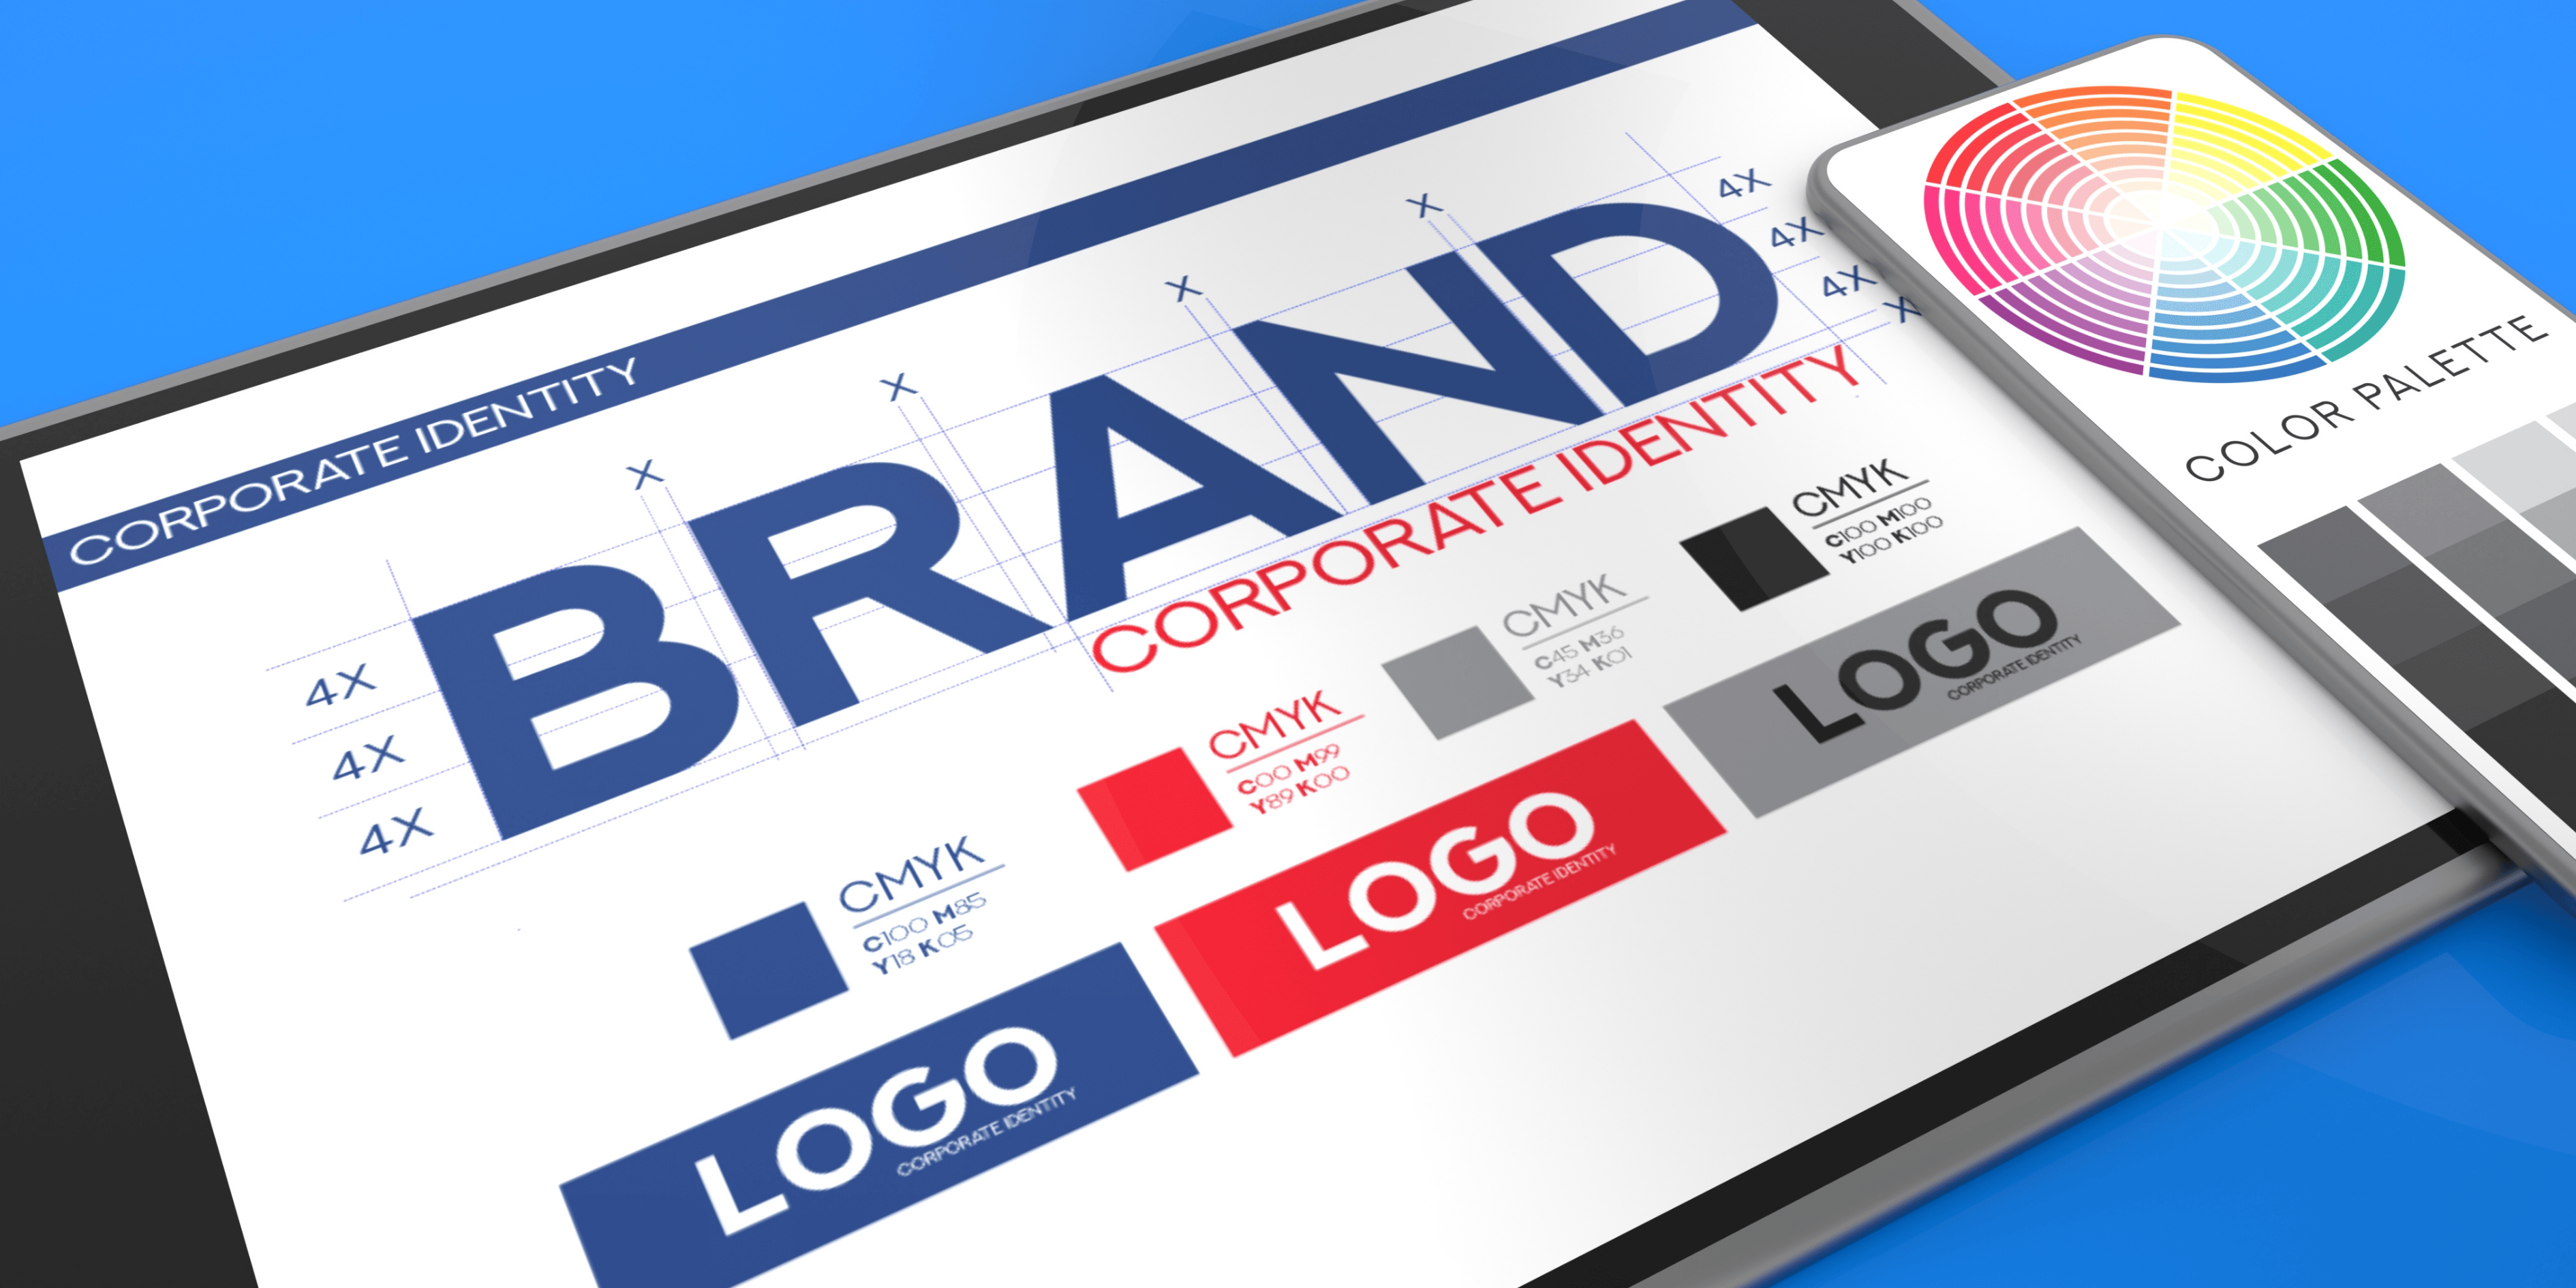 CORPORATE IDENTITY
X
X
X
X
BRAND
4X
4X
4X
4X
4X
4X
X
CORPORATE IDENTITY
CMYK
C100 M85
Y18 K05
CMYK
C00 M99
Y89 K00
CMYK
C45 M36
Y34 K01
CMYK
C100 M100
Y100 K100
LOGO
CORPORATE IDENTITY
LOGO
CORPORATE IDENTITY
LOGO
CORPORATE IDENTITY
COLOR PALETTE